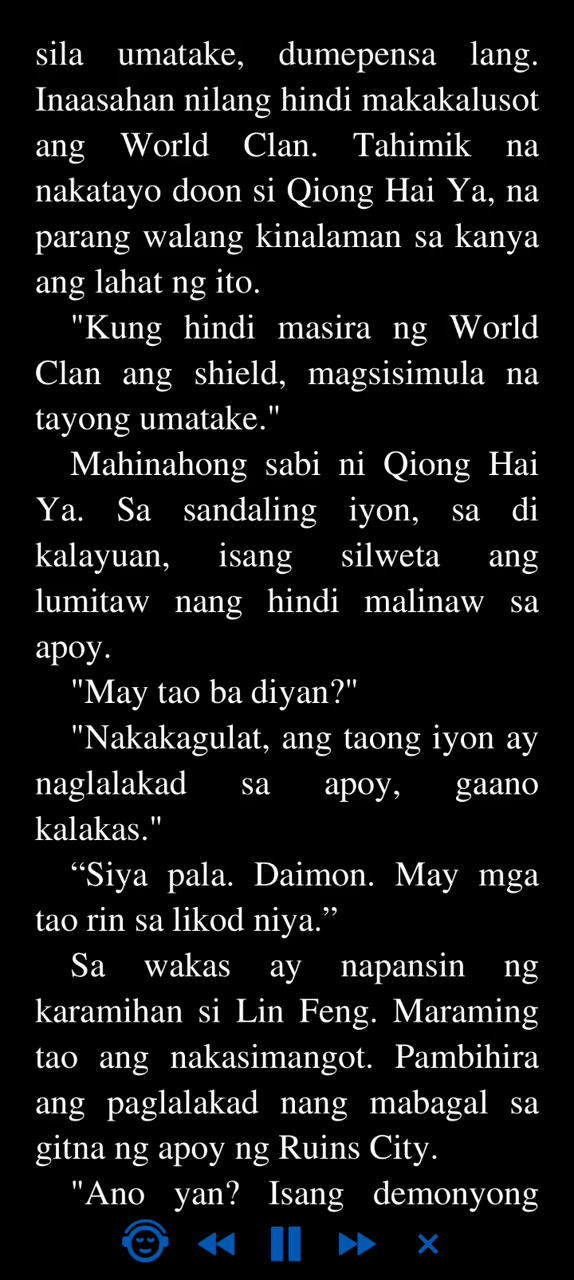 sila umatake, dumepensa lang.
Inaasahan nilang hindi makakalusot
ang World Clan. Tahimik na
nakatayo doon si Qiong Hai Ya, na
parang walang kinalaman sa kanya
ang lahat ng ito.
"Kung hindi masira ng World
Clan ang shield, magsisimula na
tayong umatake."
Mahinahong sabi ni Qiong Hai
Ya. Sa sandaling iyon, sa di
kalayuan, isang silweta ang
lumitaw nang hindi malinaw sa
apoy.
"May tao ba diyan?"
"Nakakagulat, ang taong iyon ay
naglalakad sa apoy, gaano
kalakas."
“Siya pala. Daimon. May mga
tao rin sa likod niya.”
Sa wakas ay napansin ng
karamihan si Lin Feng. Maraming
tao ang nakasimangot. Pambihira
ang paglalakad nang mabagal sa
gitna ng apoy ng Ruins City.
"Ano yan? Isang demonyong